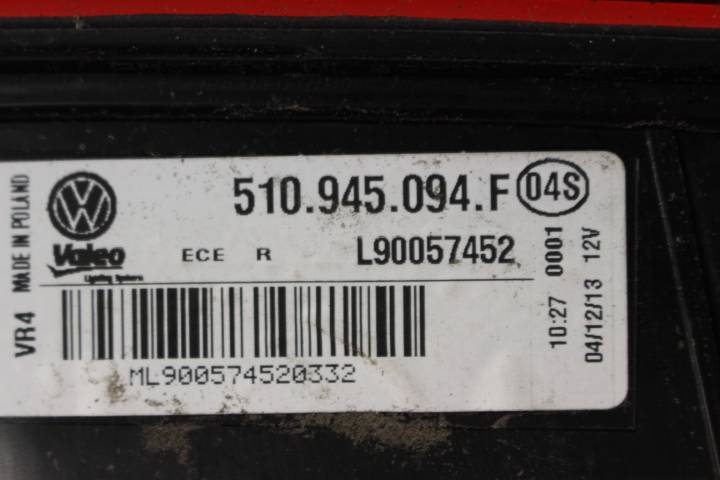 VR4 MADE IN POLAND
VW
510.945.094.F 04S
Valeo
Lighting Systems
ECE R
L90057452
ML900574520332
10:27 0001
04/12/13 12V